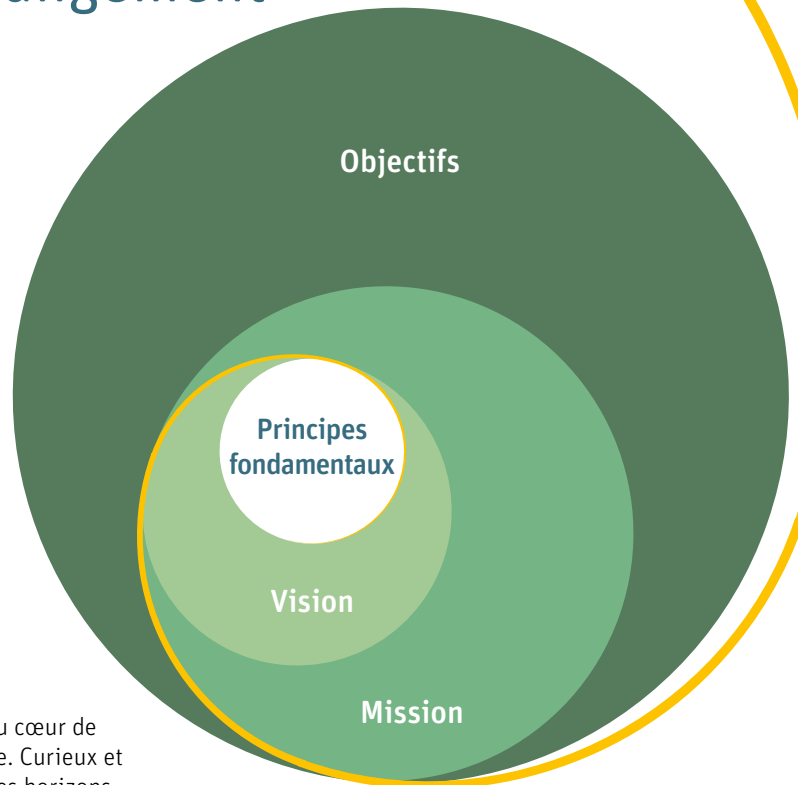 Objectifs
Principes
fondamentaux
Vision
Mission
u cœur de
e. Curieux et